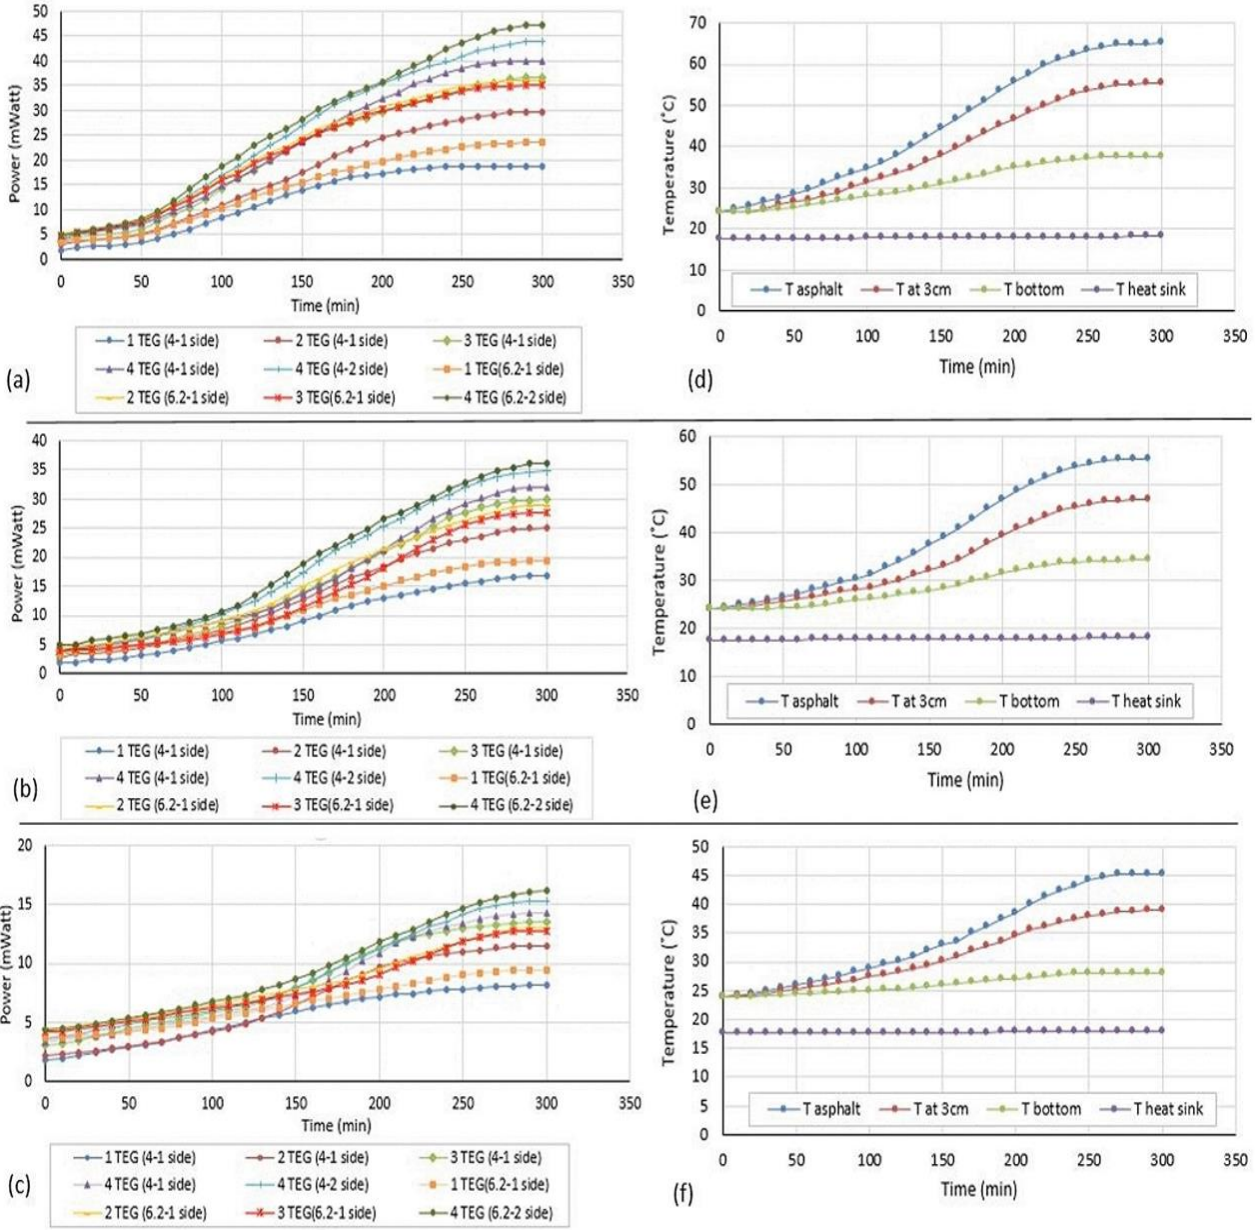 50
45
40
35
30
25
20
15
10
5
0
Power (mWatt)
0 50 100 150 200 250 300 350
Time (min)
1 TEG (4-1 side) 2 TEG (4-1 side) 3 TEG (4-1 side)
4 TEG (4-1 side) 4 TEG (4-2 side) 1 TEG(6.2-1 side)
2 TEG (6.2-1 side) 3 TEG(6.2-1 side) 4 TEG (6.2-2 side)
(a)
70
60
50
40
30
20
10
0
Temperature (˚C)
T asphalt T at 3cm T bottom T heat sink
0 50 100 150 200 250 300 350
Time (min)
(d)
40
35
30
25
20
15
10
5
0
Power (mWatt)
0 50 100 150 200 250 300 350
Time (min)
1 TEG (4-1 side) 2 TEG (4-1 side) 3 TEG (4-1 side)
4 TEG (4-1 side) 4 TEG (4-2 side) 1 TEG(6.2-1 side)
2 TEG (6.2-1 side) 3 TEG(6.2-1 side) 4 TEG (6.2-2 side)
(b)
60
50
40
30
20
10
0
Temperature (˚C)
T asphalt T at 3cm T bottom T heat sink
0 50 100 150 200 250 300 350
Time (min)
(e)
20
15
10
5
0
Power (mWatt)
0 50 100 150 200 250 300 350
Time (min)
1 TEG (4-1 side) 2 TEG (4-1 side) 3 TEG (4-1 side)
4 TEG (4-1 side) 4 TEG (4-2 side) 1 TEG(6.2-1 side)
2 TEG (6.2-1 side) 3 TEG(6.2-1 side) 4 TEG (6.2-2 side)
(c)
50
45
40
35
30
25
20
15
10
5
0
Temperature (˚C)
T asphalt T at 3cm T bottom T heat sink
0 50 100 150 200 250 300 350
Time (min)
(f)